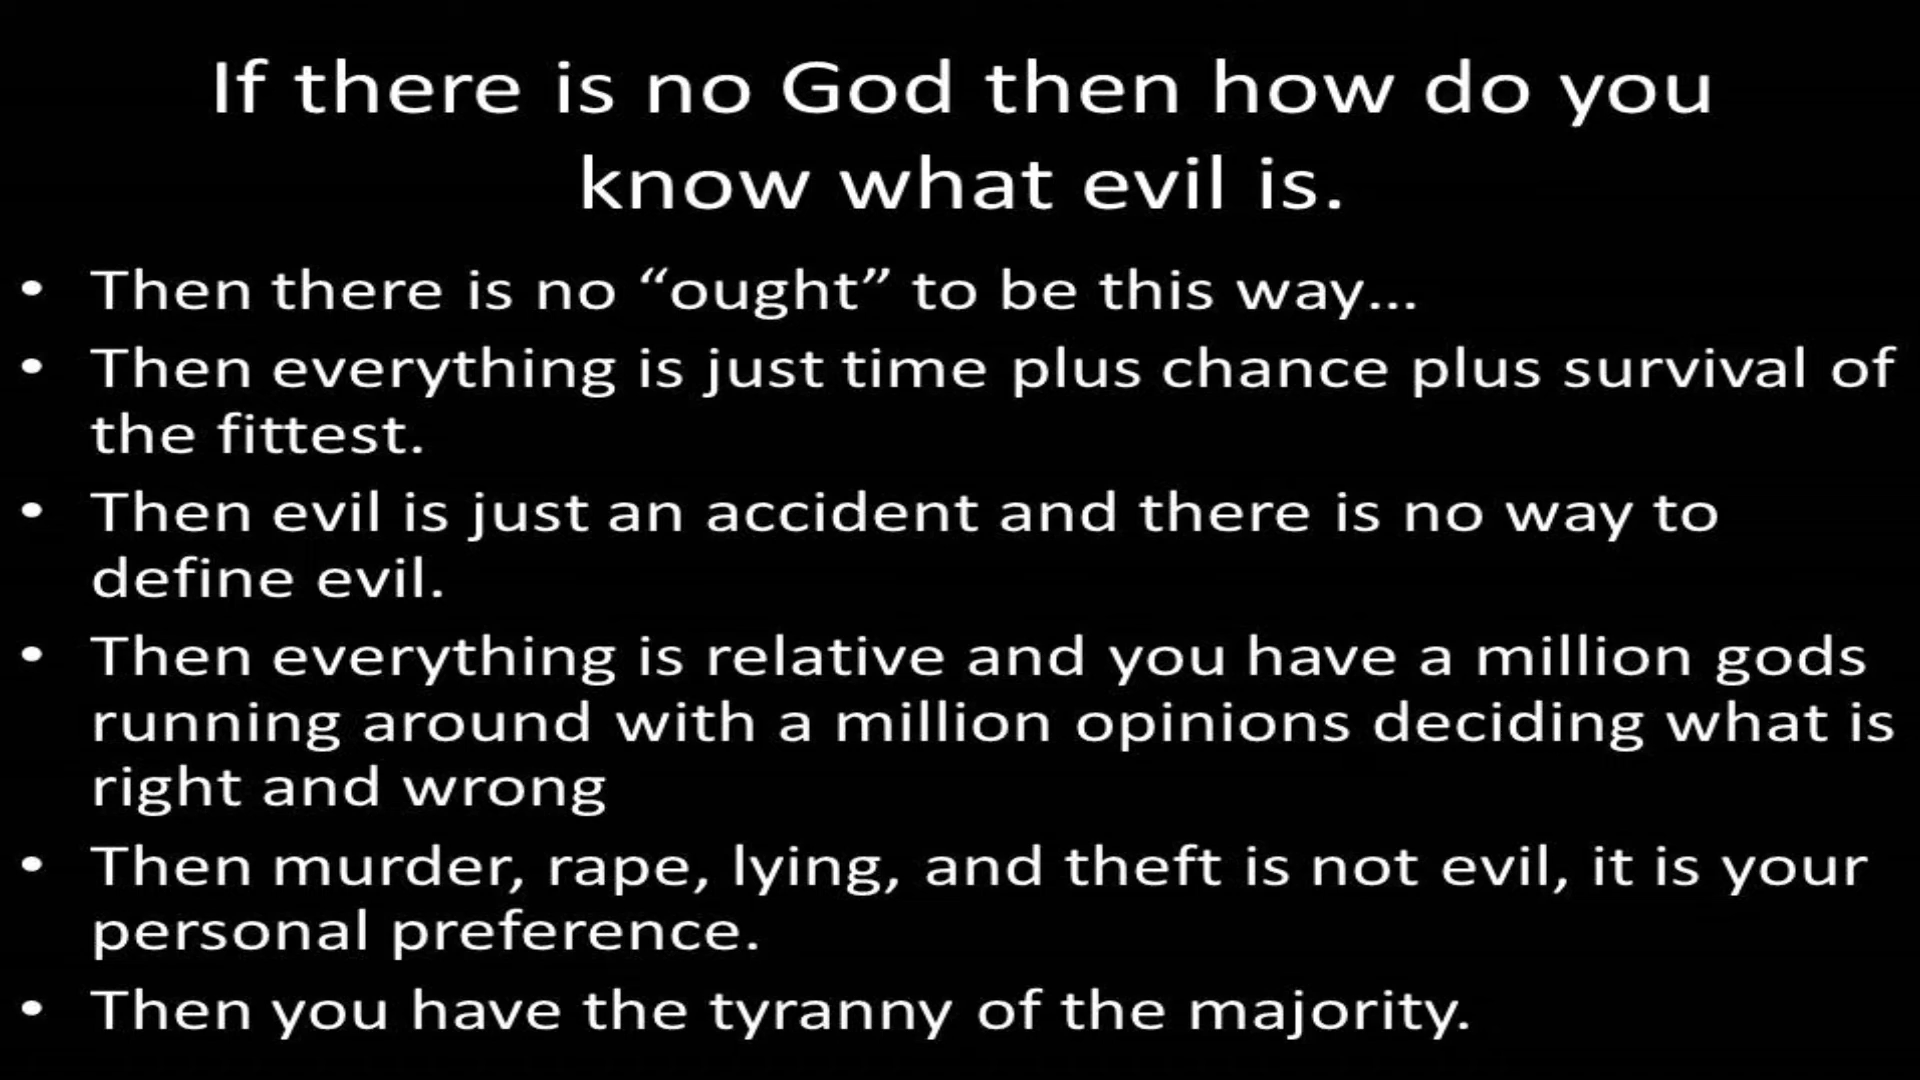 If there is no God then how do you
know what evil is.
• Then there is no “ought” to be this way...
• Then everything is just time plus chance plus survival of
the fittest.
• Then evil is just an accident and there is no way to
define evil.
• Then everything is relative and you have a million gods
running around with a million opinions deciding what is
right and wrong
• Then murder, rape, lying, and theft is not evil, it is your
personal preference.
• Then you have the tyranny of the majority.